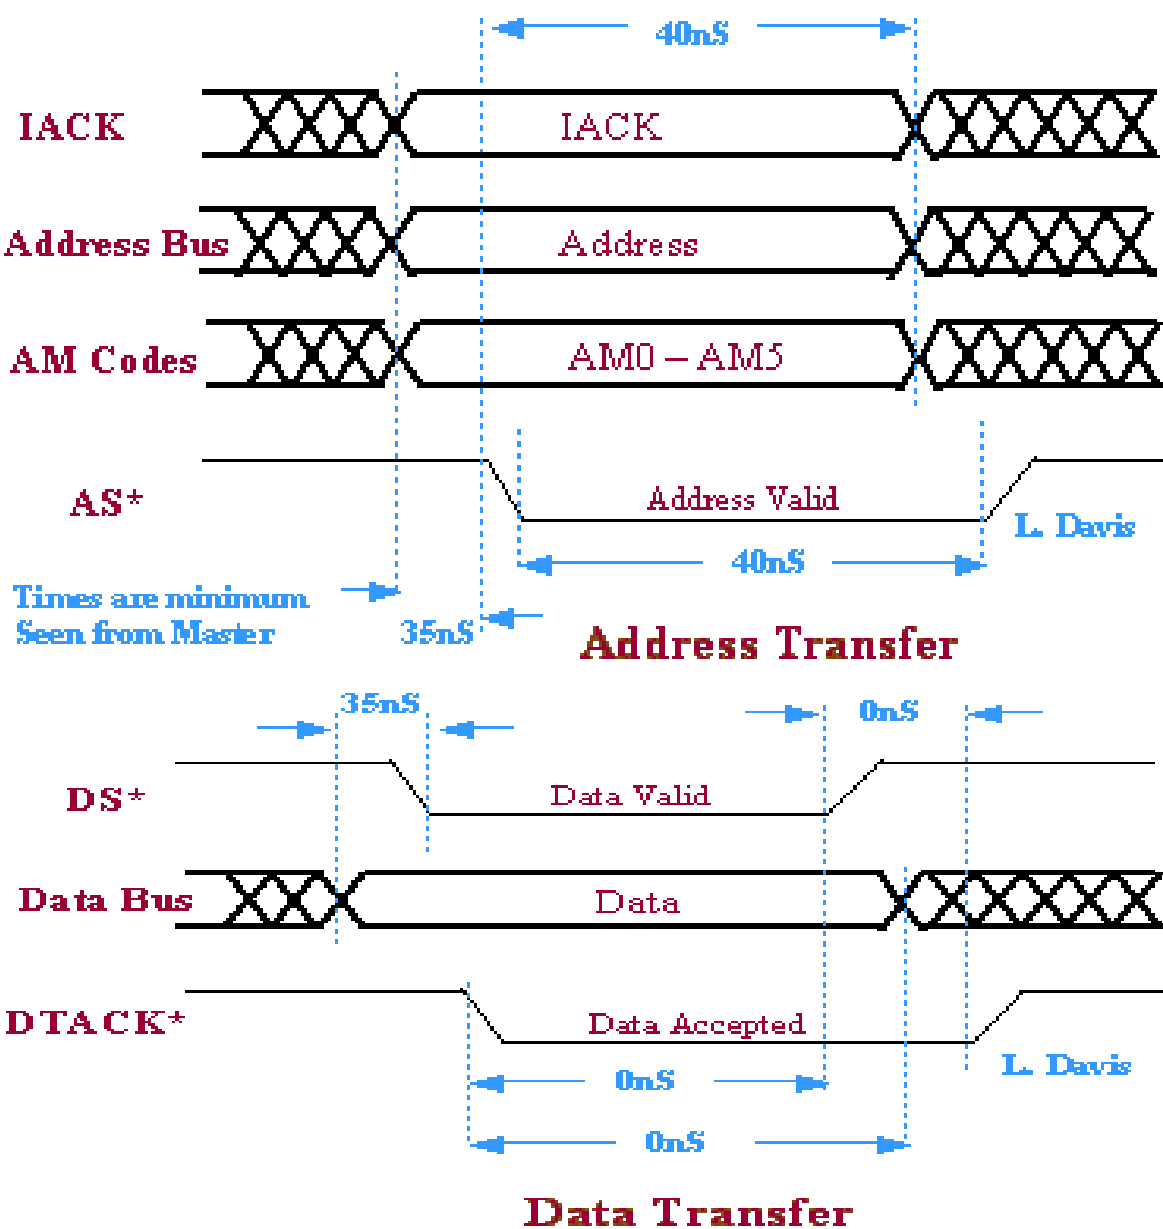 40nS
IACK IACK
Address Bus Address
AM Codes AM0 – AM5
AS* Address Valid
L. Davis
40nS
Times are minimum
Seen from Master
35nS
Address Transfer
35nS 0nS
DS* Data Valid
Data Bus Data
DTACK* Data Accepted
L. Davis
0nS
0nS
Data Transfer